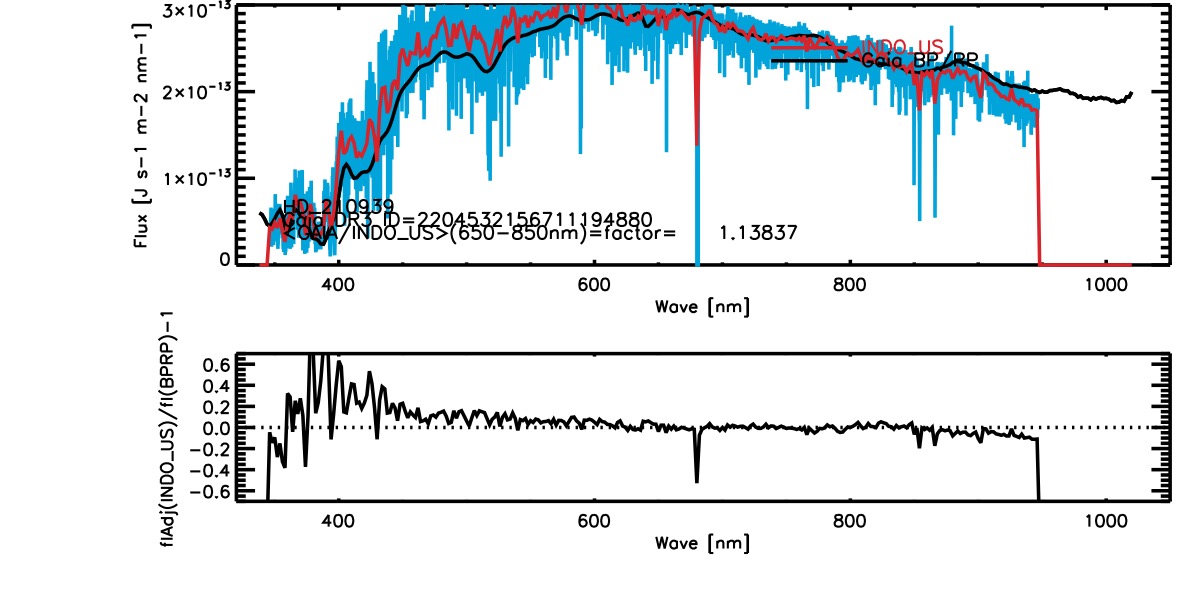 3×10−13
2×10−13
1×10−13
0
Flux [J s−1 m−2 nm−1]
INDO_US
Gaia BP/RP
HD_210939
Gaia DR3 ID=2204532156711194880
<GAIA/INDO_US>(650−850nm)=factor= 1.13837
400 600 800 1000
Wave [nm]
flAdj(INDO_US)/fl(BPRP)−1
0.6
0.4
0.2
0.0
−0.2
−0.4
−0.6
400 600 800 1000
Wave [nm]